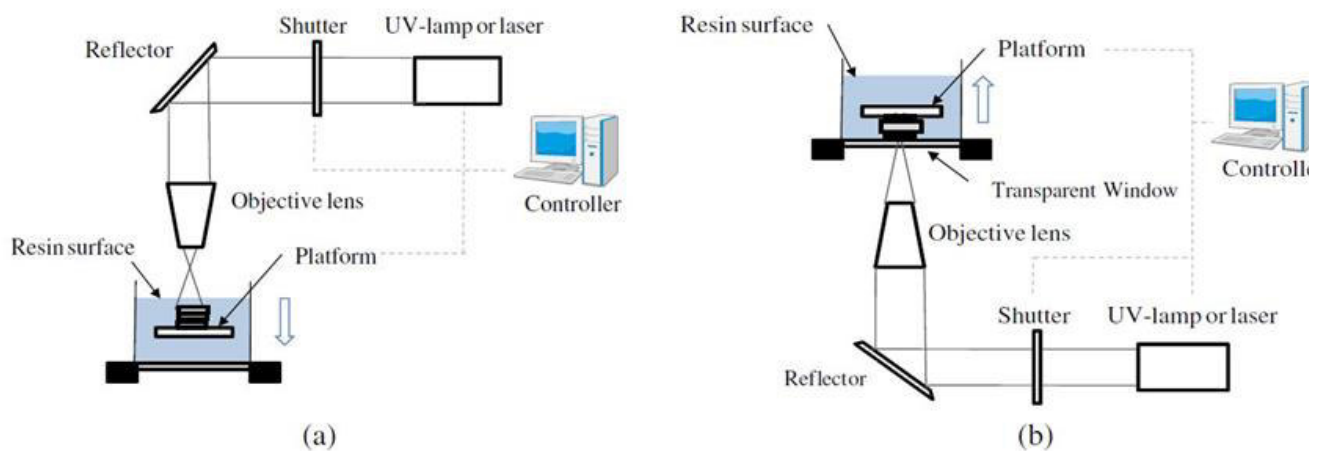 Shutter
UV-lamp or laser
Reflector
Objective lens
Controller
Resin surface
Platform
(a)
Resin surface
Platform
Transparent Window
Objective lens
Shutter
UV-lamp or laser
Reflector
(b)